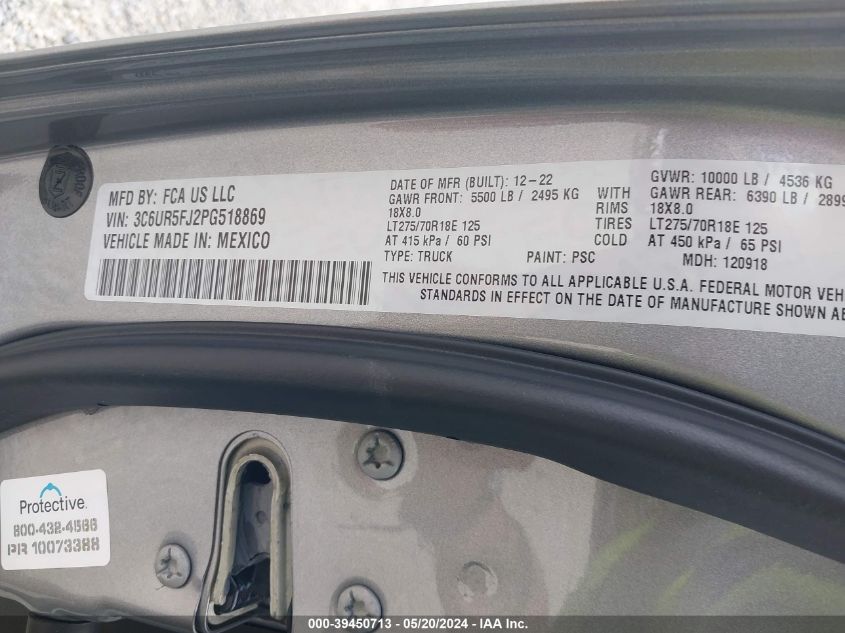 MFD BY: FCA US LLC
VIN: 3C6UR5FJ2PG518869
VEHICLE MADE IN: MEXICO
DATE OF MFR (BUILT): 12-22
GAWR FRONT: 5500 LB / 2495 KG
18X8.0
LT275/70R18E 125
AT 415 kPa / 60 PSI
TYPE: TRUCK PAINT: PSC
WITH
RIMS
TIRES
COLD
GVWR: 10000 LB / 4536 KG
GAWR REAR: 6390 LB / 2899
18X8.0
LT275/70R18E 125
AT 450 kPa / 65 PSI
MDH: 120918
THIS VEHICLE CONFORMS TO ALL APPLICABLE U.S.A. FEDERAL MOTOR VEH
STANDARDS IN EFFECT ON THE DATE OF MANUFACTURE SHOWN AB
Protective.
800-432-4566
PR 10073388
000-39450713 - 05/20/2024 - IAA Inc.